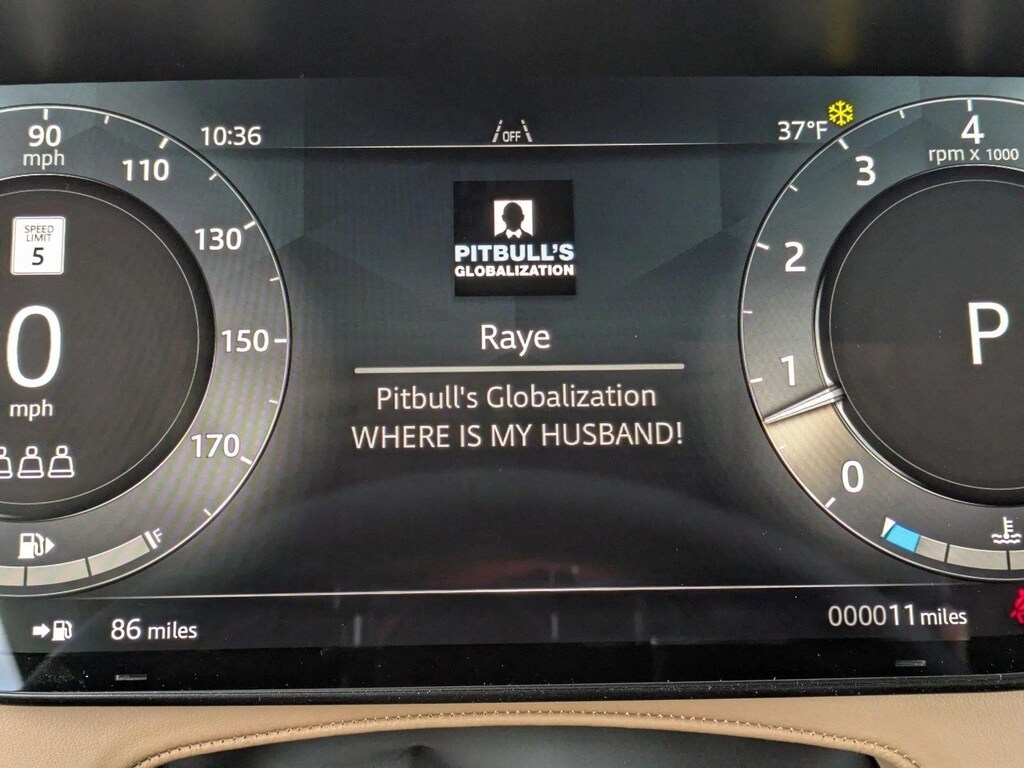 90
mph
110
130
150
170
SPEED
LIMIT
5
0
mph
F
86 miles
10:36
OFF
37°F
PITBULL'S
GLOBALIZATION
Raye
Pitbull's Globalization
WHERE IS MY HUSBAND!
4
rpm x 1000
3
2
1
0
P
000011 miles